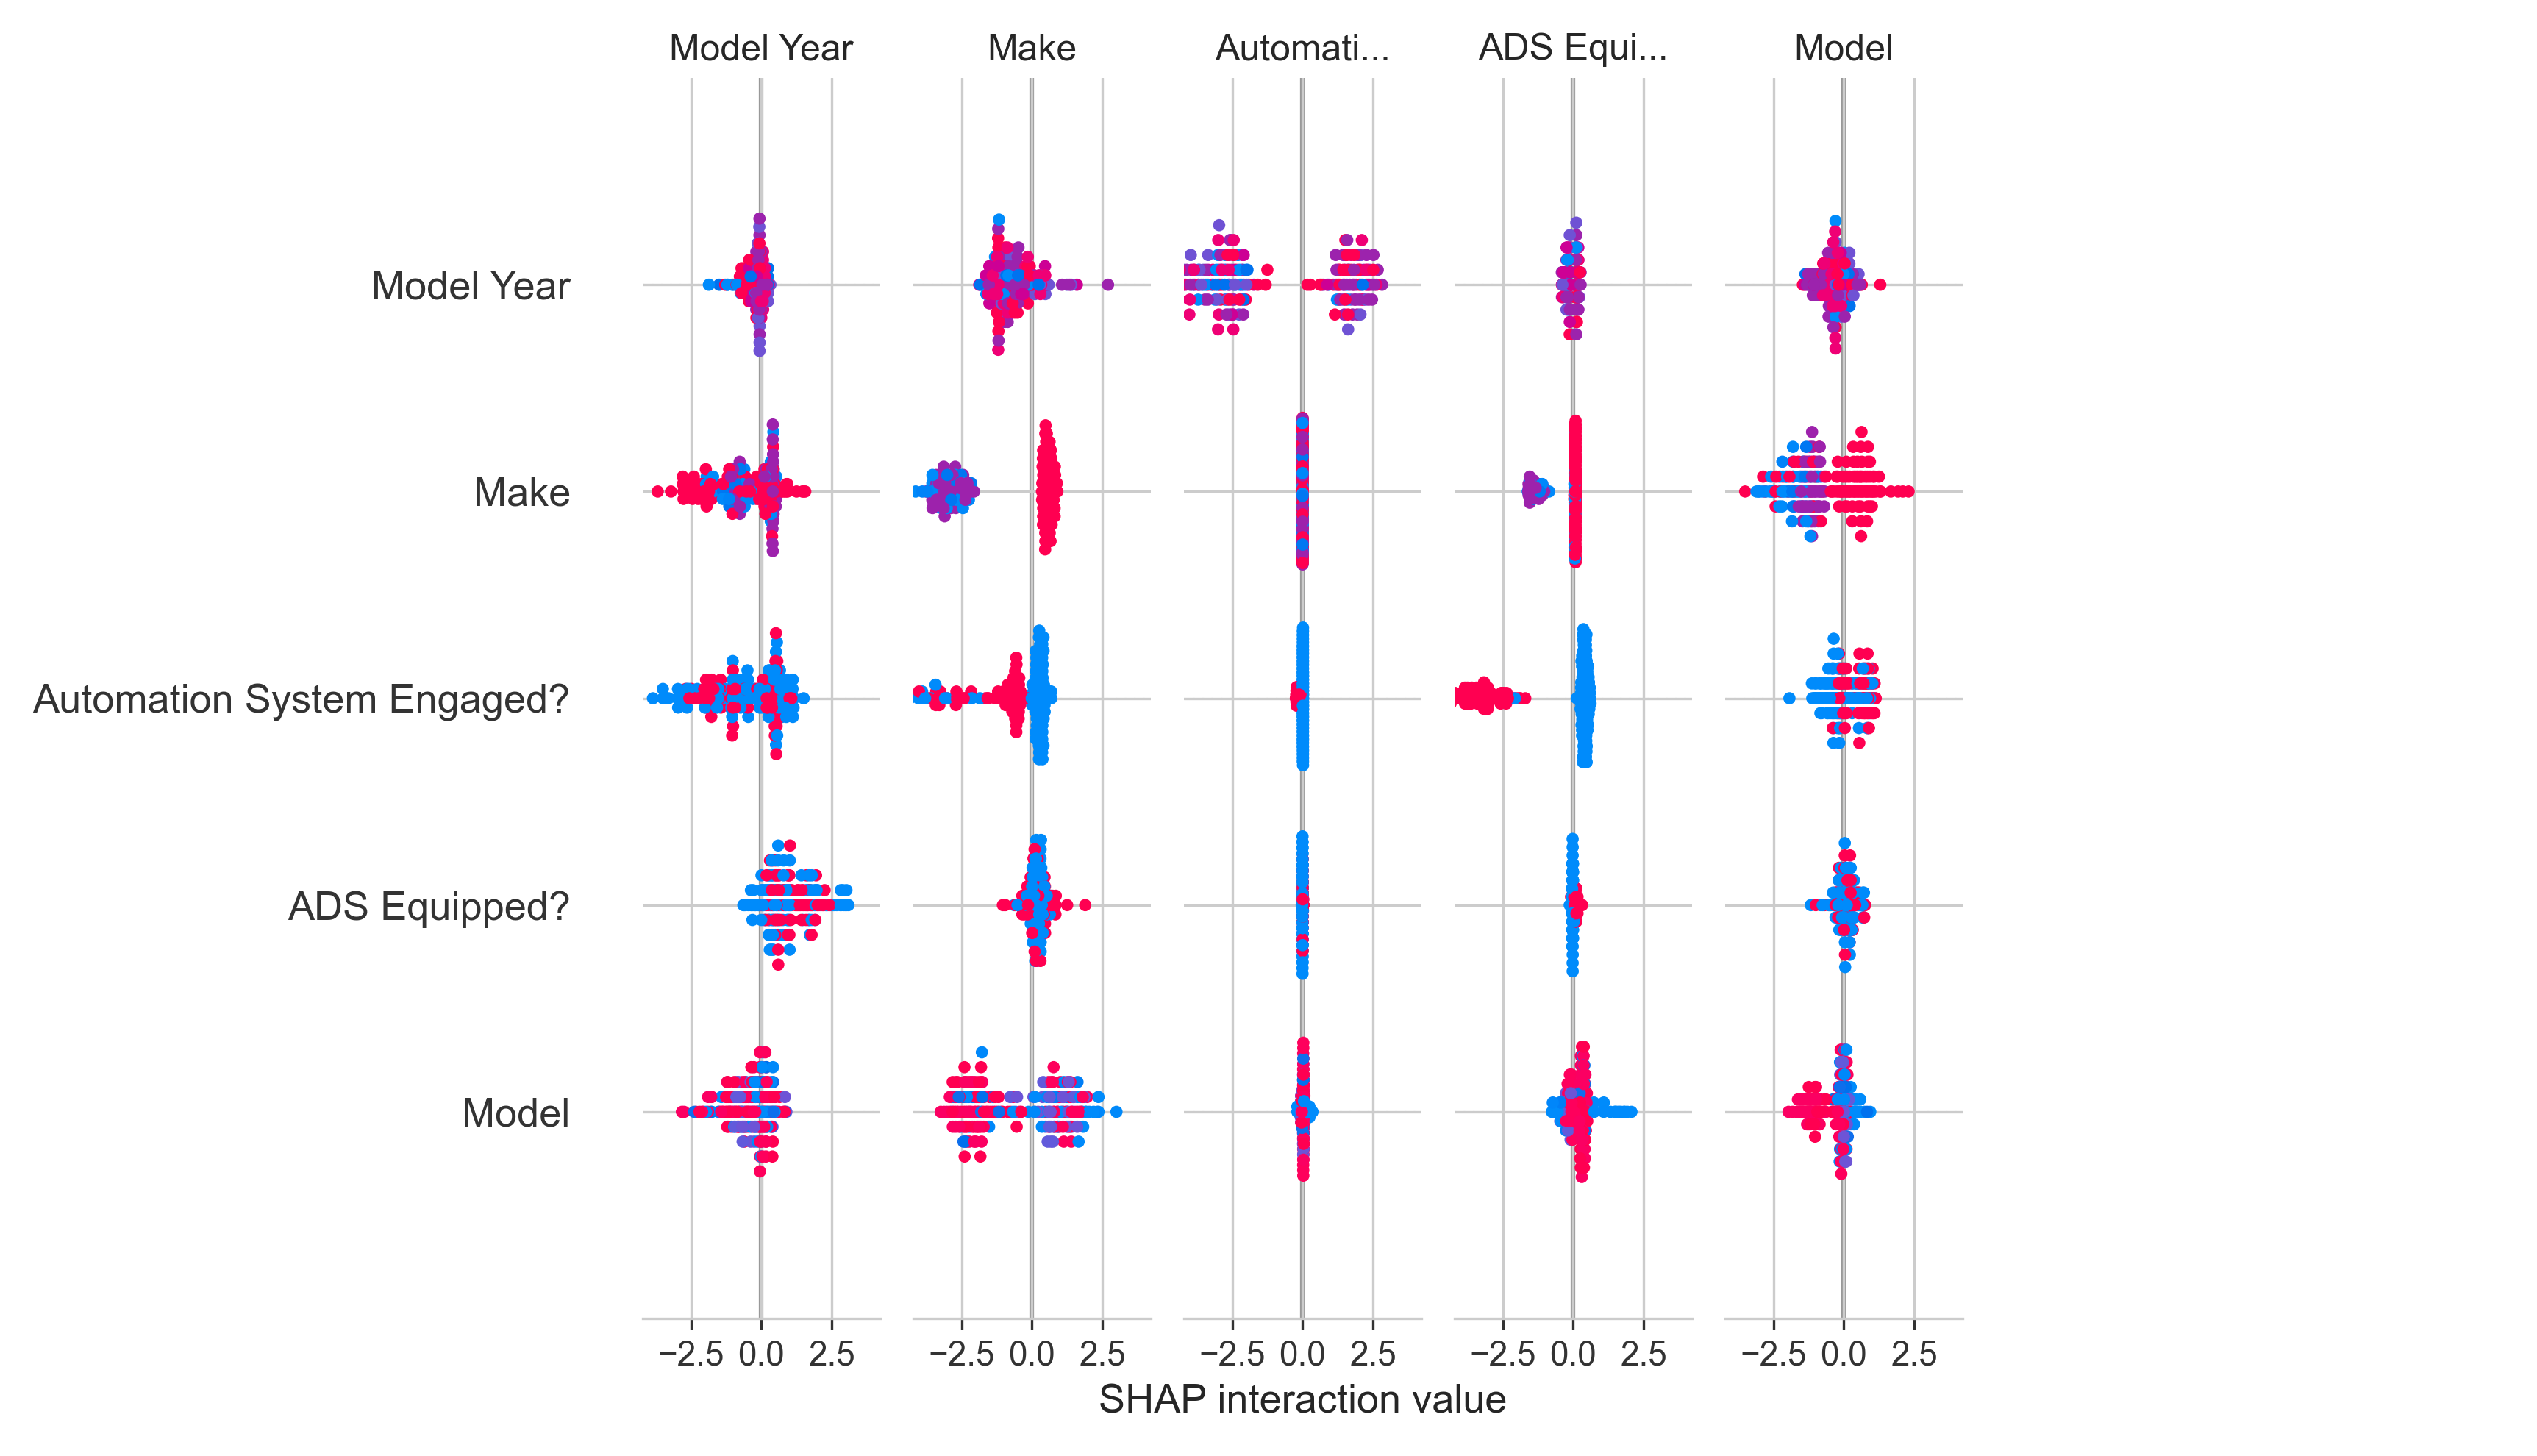 Model Year Make Automati... ADS Equi... Model
Model Year
Make
Automation System Engaged?
ADS Equipped?
Model
−2.5 0.0 2.5 −2.5 0.0 2.5 −2.5 0.0 2.5 −2.5 0.0 2.5 −2.5 0.0 2.5
SHAP interaction value